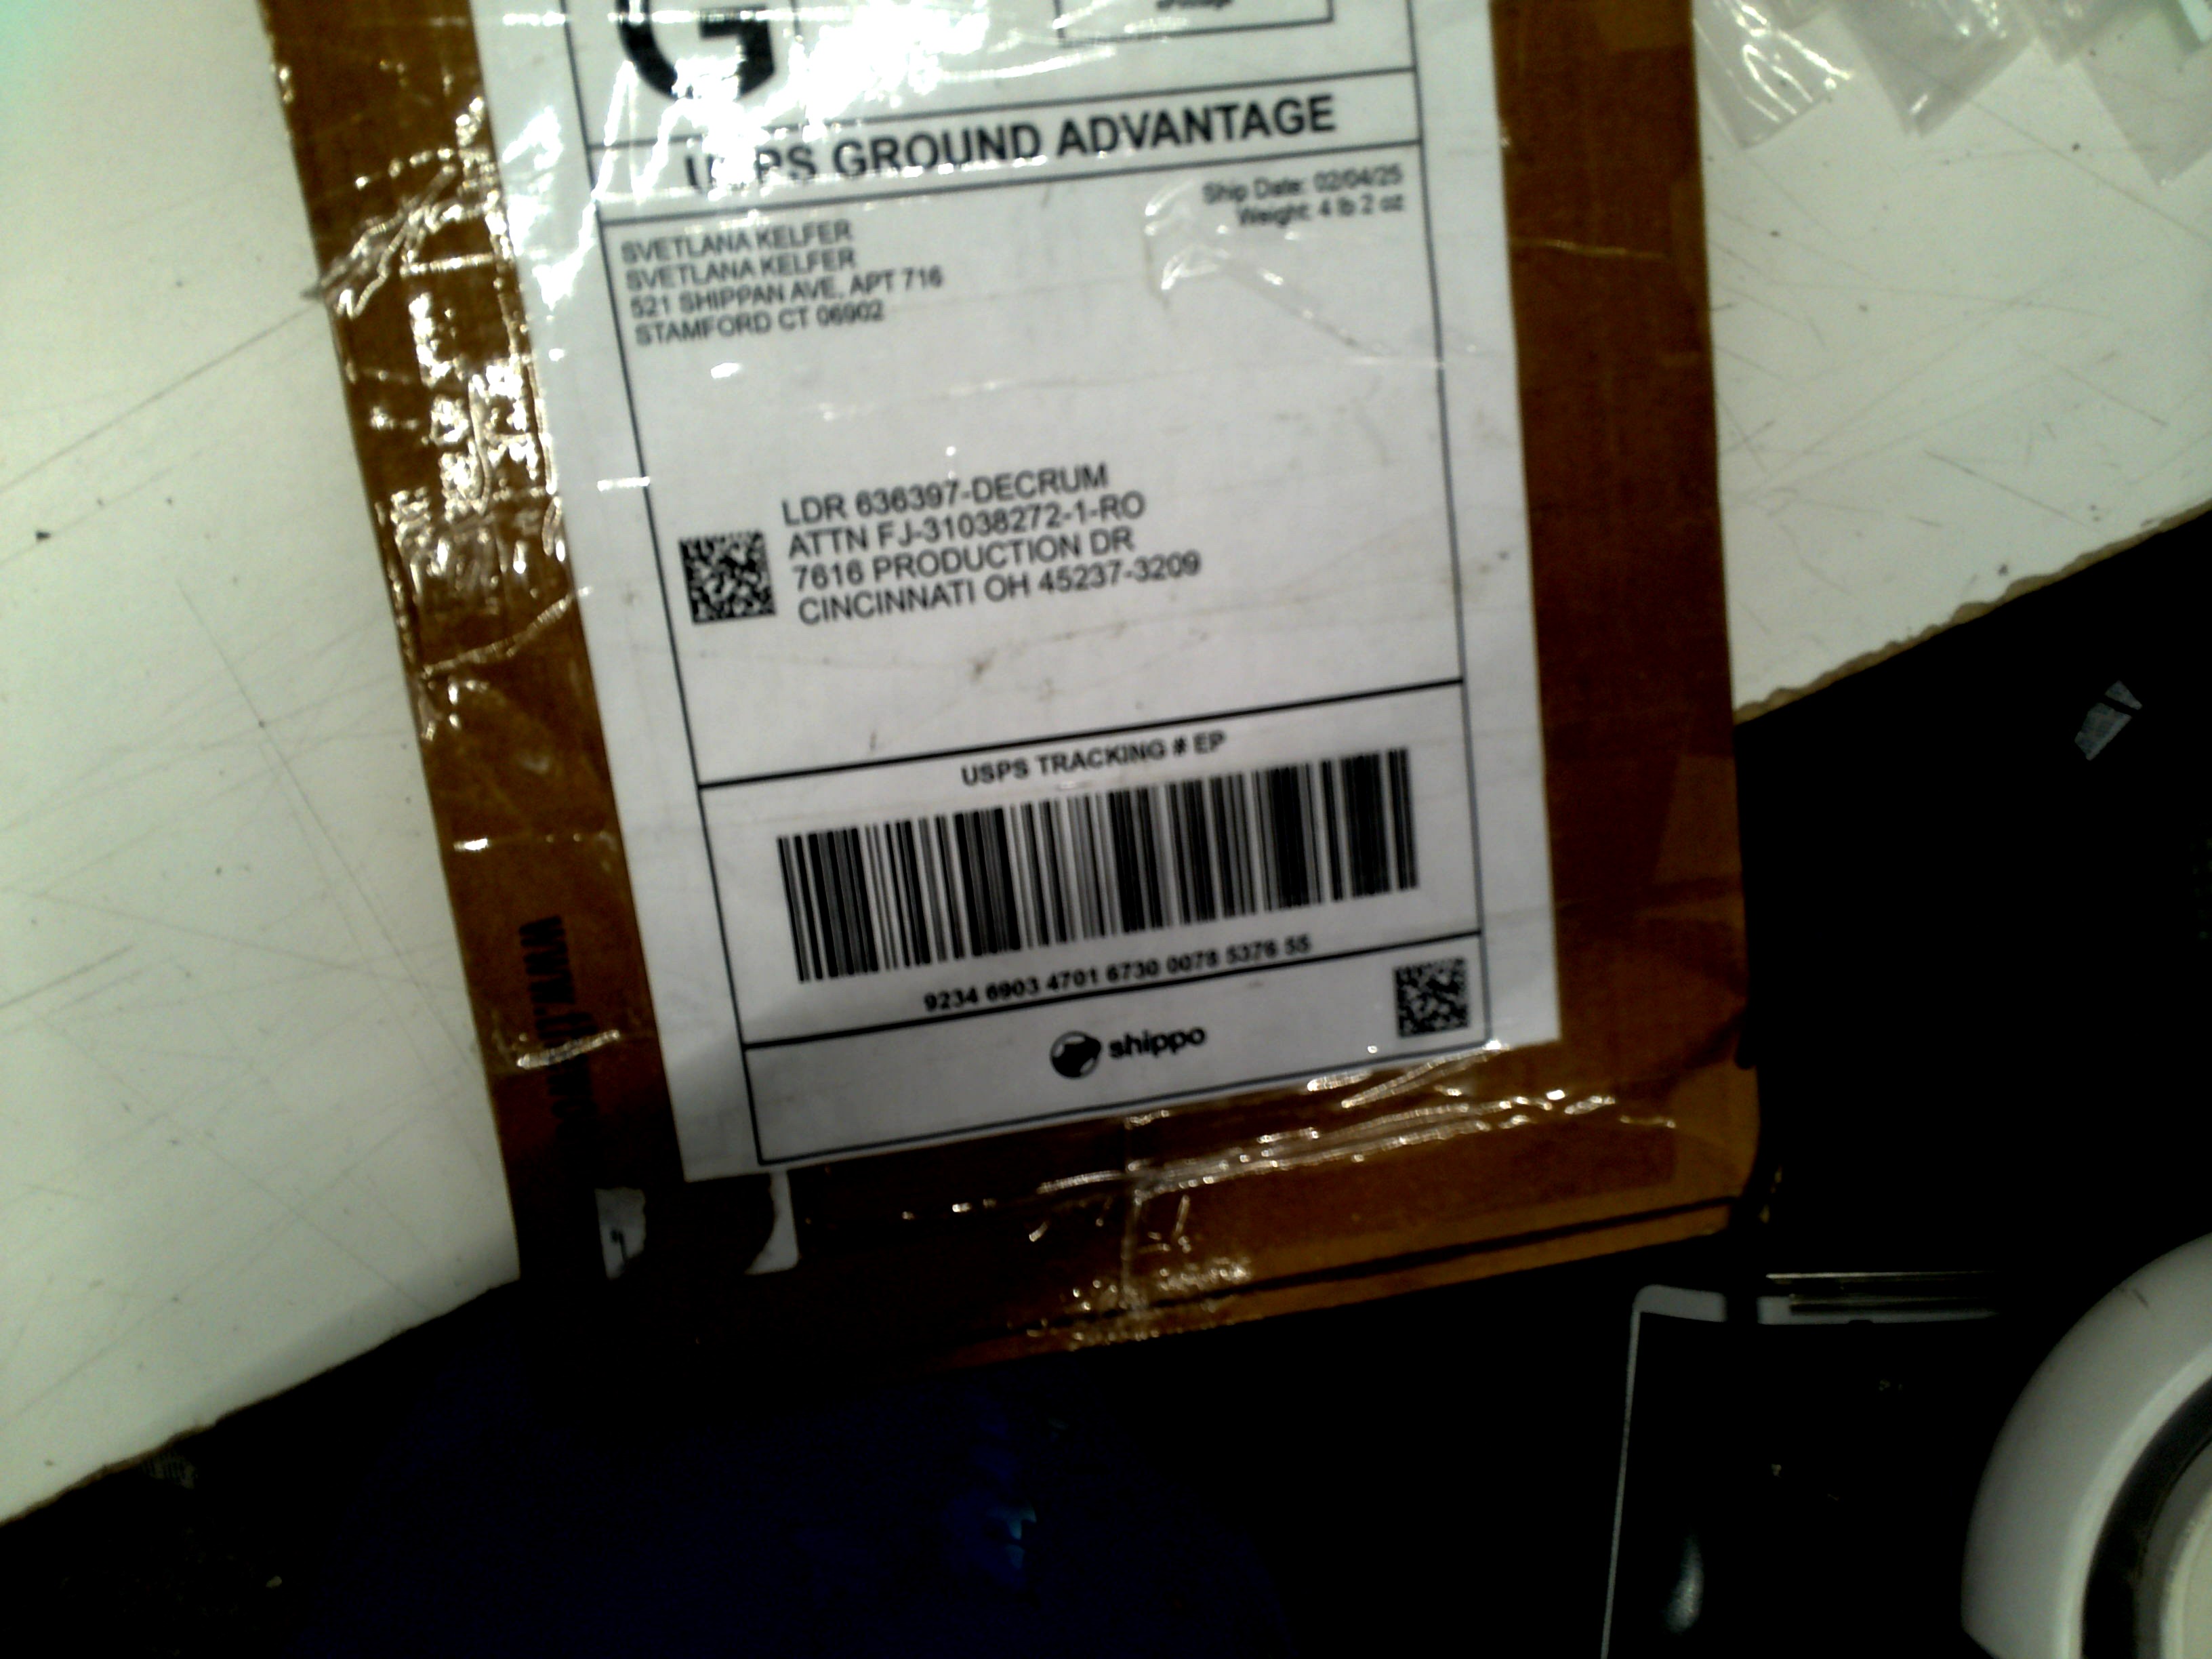 G
USPS GROUND ADVANTAGE
Ship Date: 02/04/25
Weight: 4 lb 2 oz
SVETLANA KELFER
SVETLANA KELFER
521 SHIPPAN AVE, APT 716
STAMFORD CT 06902
LDR 636397-DECRUM
ATTN FJ-31038272-1-RO
7616 PRODUCTION DR
CINCINNATI OH 45237-3209
USPS TRACKING # EP
9234 6903 4701 6730 0078 5376 55
shippo